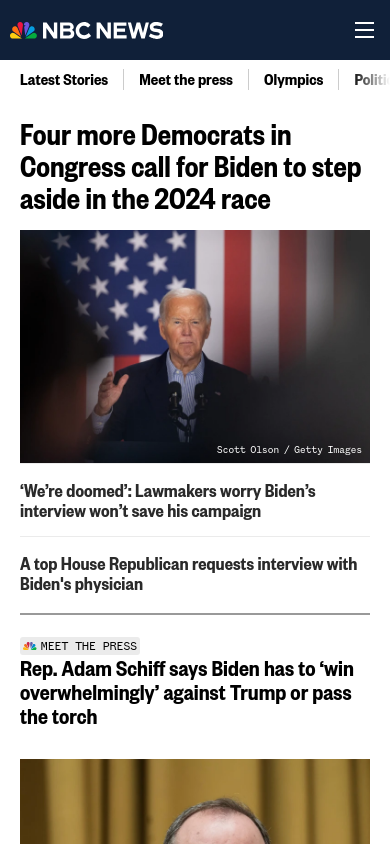 NBC NEWS
Latest Stories
Meet the press
Olympics
Politi
Four more Democrats in
Congress call for Biden to step
aside in the 2024 race
Scott Olson / Getty Images
‘We’re doomed’: Lawmakers worry Biden’s
interview won’t save his campaign
A top House Republican requests interview with
Biden's physician
MEET THE PRESS
Rep. Adam Schiff says Biden has to ‘win
overwhelmingly’ against Trump or pass
the torch